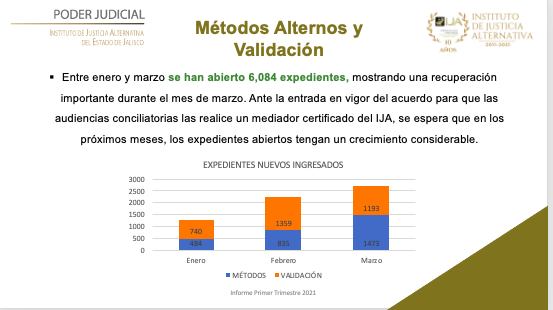 PODER JUDICIAL
INSTITUTO DE JUSTICIA ALTERNATIVA
DEL ESTADO DE JALISCO
Métodos Alternos y
Validación
IJA
10
AÑOS
INSTITUTO
DE JUSTICIA
ALTERNATIVA
2011-2021
▪ Entre enero y marzo se han abierto 6,084 expedientes, mostrando una recuperación
importante durante el mes de marzo. Ante la entrada en vigor del acuerdo para que las
audiencias conciliatorias las realice un mediador certificado del IJA, se espera que en los
próximos meses, los expedientes abiertos tengan un crecimiento considerable.
EXPEDIENTES NUEVOS INGRESADOS
3000
2500
2000
1500
1000
500
0
740
484
1359
835
1193
1473
Enero
Febrero
Marzo
MÉTODOS
VALIDACIÓN
Informe Primer Trimestre 2021